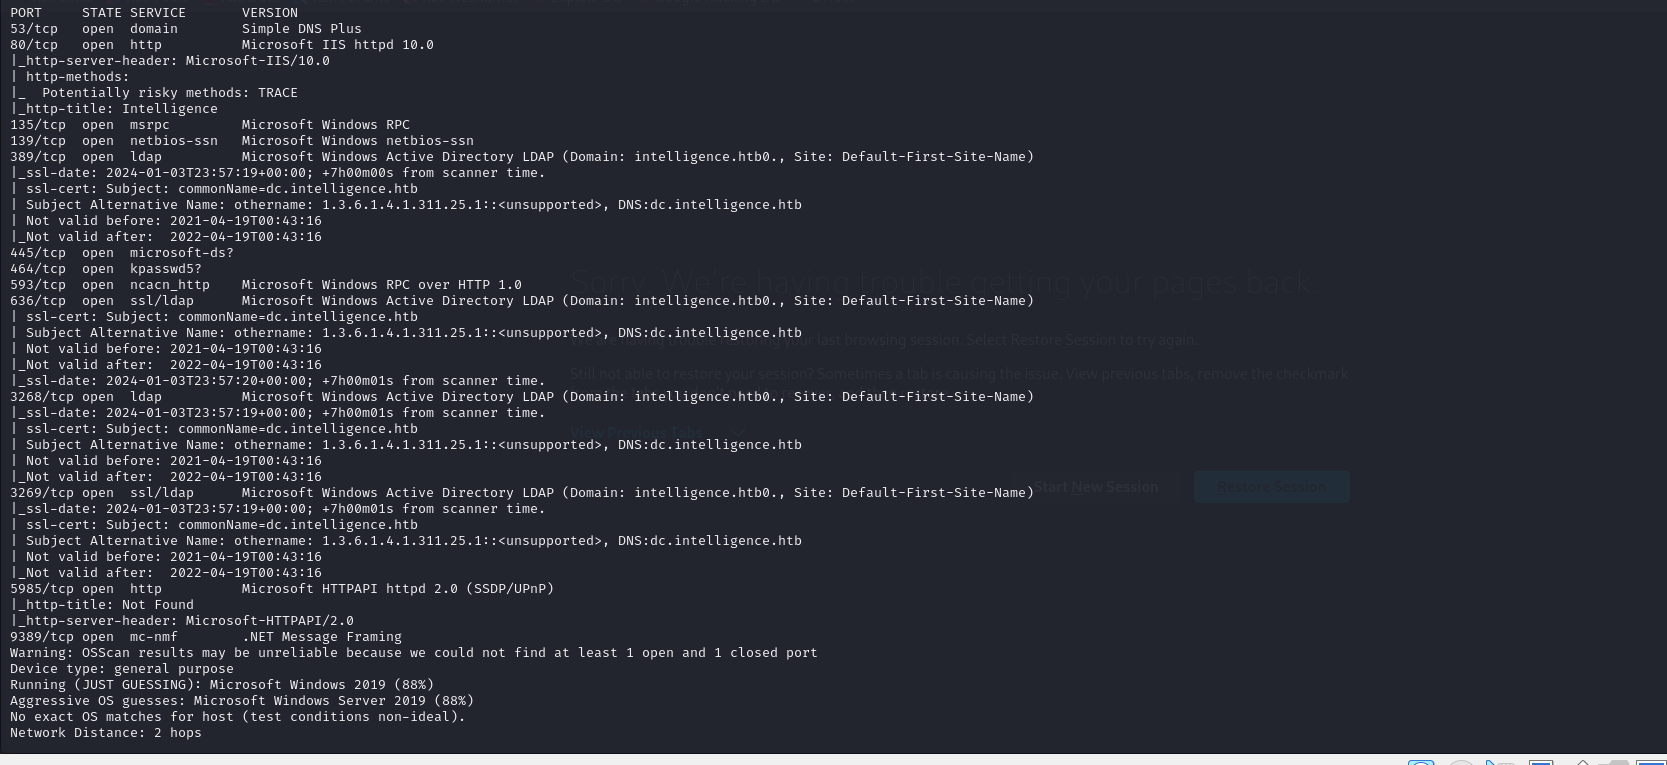 PORT STATE SERVICE VERSION
53/tcp open domain Simple DNS Plus
80/tcp open http Microsoft IIS httpd 10.0
|_http-server-header: Microsoft-IIS/10.0
| http-methods:
|_ Potentially risky methods: TRACE
|_http-title: Intelligence
135/tcp open msrpc Microsoft Windows RPC
139/tcp open netbios-ssn Microsoft Windows netbios-ssn
389/tcp open ldap Microsoft Windows Active Directory LDAP (Domain: intelligence.htb0., Site: Default-First-Site-Name)
|_ssl-date: 2024-01-03T23:57:19+00:00; +7h00m00s from scanner time.
| ssl-cert: Subject: commonName=dc.intelligence.htb
| Subject Alternative Name: othername: 1.3.6.1.4.1.311.25.1::<unsupported>, DNS:dc.intelligence.htb
| Not valid before: 2021-04-19T00:43:16
|_Not valid after: 2022-04-19T00:43:16
445/tcp open microsoft-ds?
464/tcp open kpasswd5?
593/tcp open ncacn_http Microsoft Windows RPC over HTTP 1.0
636/tcp open ssl/ldap Microsoft Windows Active Directory LDAP (Domain: intelligence.htb0., Site: Default-First-Site-Name)
| ssl-cert: Subject: commonName=dc.intelligence.htb
| Subject Alternative Name: othername: 1.3.6.1.4.1.311.25.1::<unsupported>, DNS:dc.intelligence.htb
| Not valid before: 2021-04-19T00:43:16
|_Not valid after: 2022-04-19T00:43:16
|_ssl-date: 2024-01-03T23:57:20+00:00; +7h00m01s from scanner time.
3268/tcp open ldap Microsoft Windows Active Directory LDAP (Domain: intelligence.htb0., Site: Default-First-Site-Name)
|_ssl-date: 2024-01-03T23:57:19+00:00; +7h00m01s from scanner time.
| ssl-cert: Subject: commonName=dc.intelligence.htb
| Subject Alternative Name: othername: 1.3.6.1.4.1.311.25.1::<unsupported>, DNS:dc.intelligence.htb
| Not valid before: 2021-04-19T00:43:16
|_Not valid after: 2022-04-19T00:43:16
3269/tcp open ssl/ldap Microsoft Windows Active Directory LDAP (Domain: intelligence.htb0., Site: Default-First-Site-Name)
|_ssl-date: 2024-01-03T23:57:19+00:00; +7h00m01s from scanner time.
| ssl-cert: Subject: commonName=dc.intelligence.htb
| Subject Alternative Name: othername: 1.3.6.1.4.1.311.25.1::<unsupported>, DNS:dc.intelligence.htb
| Not valid before: 2021-04-19T00:43:16
|_Not valid after: 2022-04-19T00:43:16
5985/tcp open http Microsoft HTTPAPI httpd 2.0 (SSDP/UPnP)
|_http-title: Not Found
|_http-server-header: Microsoft-HTTPAPI/2.0
9389/tcp open mc-nmf .NET Message Framing
Warning: OSScan results may be unreliable because we could not find at least 1 open and 1 closed port
Device type: general purpose
Running (JUST GUESSING): Microsoft Windows 2019 (88%)
Aggressive OS guesses: Microsoft Windows Server 2019 (88%)
No exact OS matches for host (test conditions non-ideal).
Network Distance: 2 hops
Sorry. We're having trouble getting your pages back
We are having trouble restoring your last browsing session. Select Restore Session to try again.
Still not able to restore your session? Sometimes a tab is causing the issue. View previous tabs, remove the checkmark
View Previous Tabs
Start New Session
Restore Session